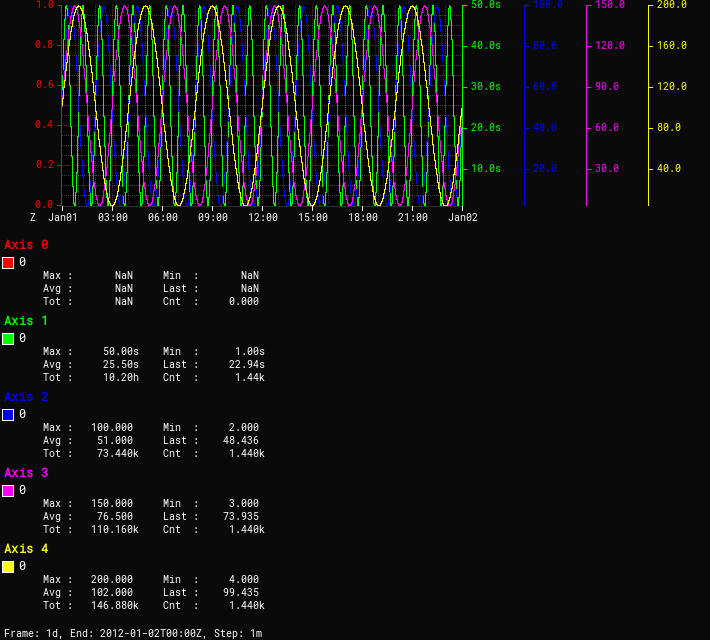 1.0 50.0s 100.0 150.0 200.0
0.8 40.0s 80.0 120.0 160.0
0.6 30.0s 60.0 90.0 120.0
0.4 20.0s 40.0 60.0 80.0
0.2 10.0s 20.0 30.0 40.0
0.0
Z Jan01 03:00 06:00 09:00 12:00 15:00 18:00 21:00 Jan02
Axis 0
0
Max : NaN Min : NaN
Avg : NaN Last : NaN
Tot : NaN Cnt : 0.000
Axis 1
0
Max : 50.00s Min : 1.00s
Avg : 25.50s Last : 22.94s
Tot : 10.20h Cnt : 1.44k
Axis 2
0
Max : 100.000 Min : 2.000
Avg : 51.000 Last : 48.436
Tot : 73.440k Cnt : 1.440k
Axis 3
0
Max : 150.000 Min : 3.000
Avg : 76.500 Last : 73.935
Tot : 110.160k Cnt : 1.440k
Axis 4
0
Max : 200.000 Min : 4.000
Avg : 102.000 Last : 99.435
Tot : 146.880k Cnt : 1.440k
Frame: 1d, End: 2012-01-02T00:00Z, Step: 1m